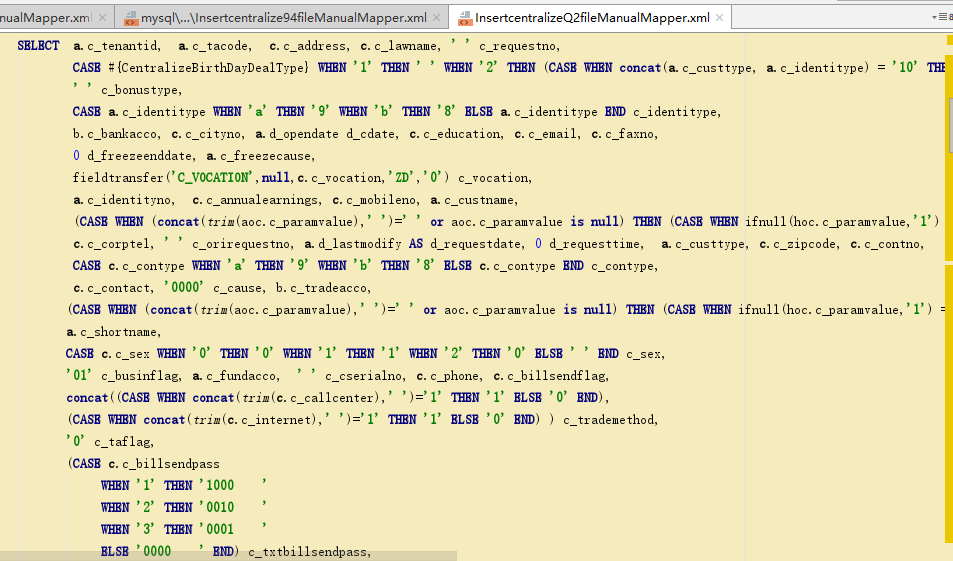 nualMapper.xml mysql\...\Insertcentralize94fileManualMapper.xml InsertcentralizeQ2fileManualMapper.xml
SELECT a.c_tenantid, a.c_tacode, c.c_address, c.c_lawname, ' ' c_requestno,
CASE #{CentralizeBirthDayDealType} WHEN '1' THEN ' ' WHEN '2' THEN (CASE WHEN concat(a.c_custtype, a.c_identitype) = '10' THE
' ' c_bonustype,
CASE a.c_identitype WHEN 'a' THEN '9' WHEN 'b' THEN '8' ELSE a.c_identitype END c_identitype,
b.c_bankacco, c.c_cityno, a.d_opendate d_cdate, c.c_education, c.c_email, c.c_faxno,
0 d_freezeenddate, a.c_freezecause,
fieldtransfer('C_VOCATION',null,c.c_vocation,'ZD','0') c_vocation,
a.c_identityno, c.c_annualearnings, c.c_mobileno, a.c_custname,
(CASE WHEN (concat(trim(aoc.c_paramvalue),' ')=' ' or aoc.c_paramvalue is null) THEN (CASE WHEN ifnull(hoc.c_paramvalue,'1')
c.c_corptel, ' ' c_orirequestno, a.d_lastmodify AS d_requestdate, 0 d_requesttime, a.c_custtype, c.c_zipcode, c.c_contno,
CASE c.c_contype WHEN 'a' THEN '9' WHEN 'b' THEN '8' ELSE c.c_contype END c_contype,
c.c_contact, '0000' c_cause, b.c_tradeacco,
(CASE WHEN (concat(trim(aoc.c_paramvalue),' ')=' ' or aoc.c_paramvalue is null) THEN (CASE WHEN ifnull(hoc.c_paramvalue,'1') =
a.c_shortname,
CASE c.c_sex WHEN '0' THEN '0' WHEN '1' THEN '1' WHEN '2' THEN '0' ELSE ' ' END c_sex,
'01' c_businflag, a.c_fundacco, ' ' c_cserialno, c.c_phone, c.c_billsendflag,
concat((CASE WHEN concat(trim(c.c_callcenter),' ')='1' THEN '1' ELSE '0' END),
(CASE WHEN concat(trim(c.c_internet),' ')='1' THEN '1' ELSE '0' END) ) c_trademethod,
'0' c_taflag,
(CASE c.c_billsendpass
WHEN '1' THEN '1000    '
WHEN '2' THEN '0010    '
WHEN '3' THEN '0001    '
ELSE '0000    ' END) c_txtbillsendpass,